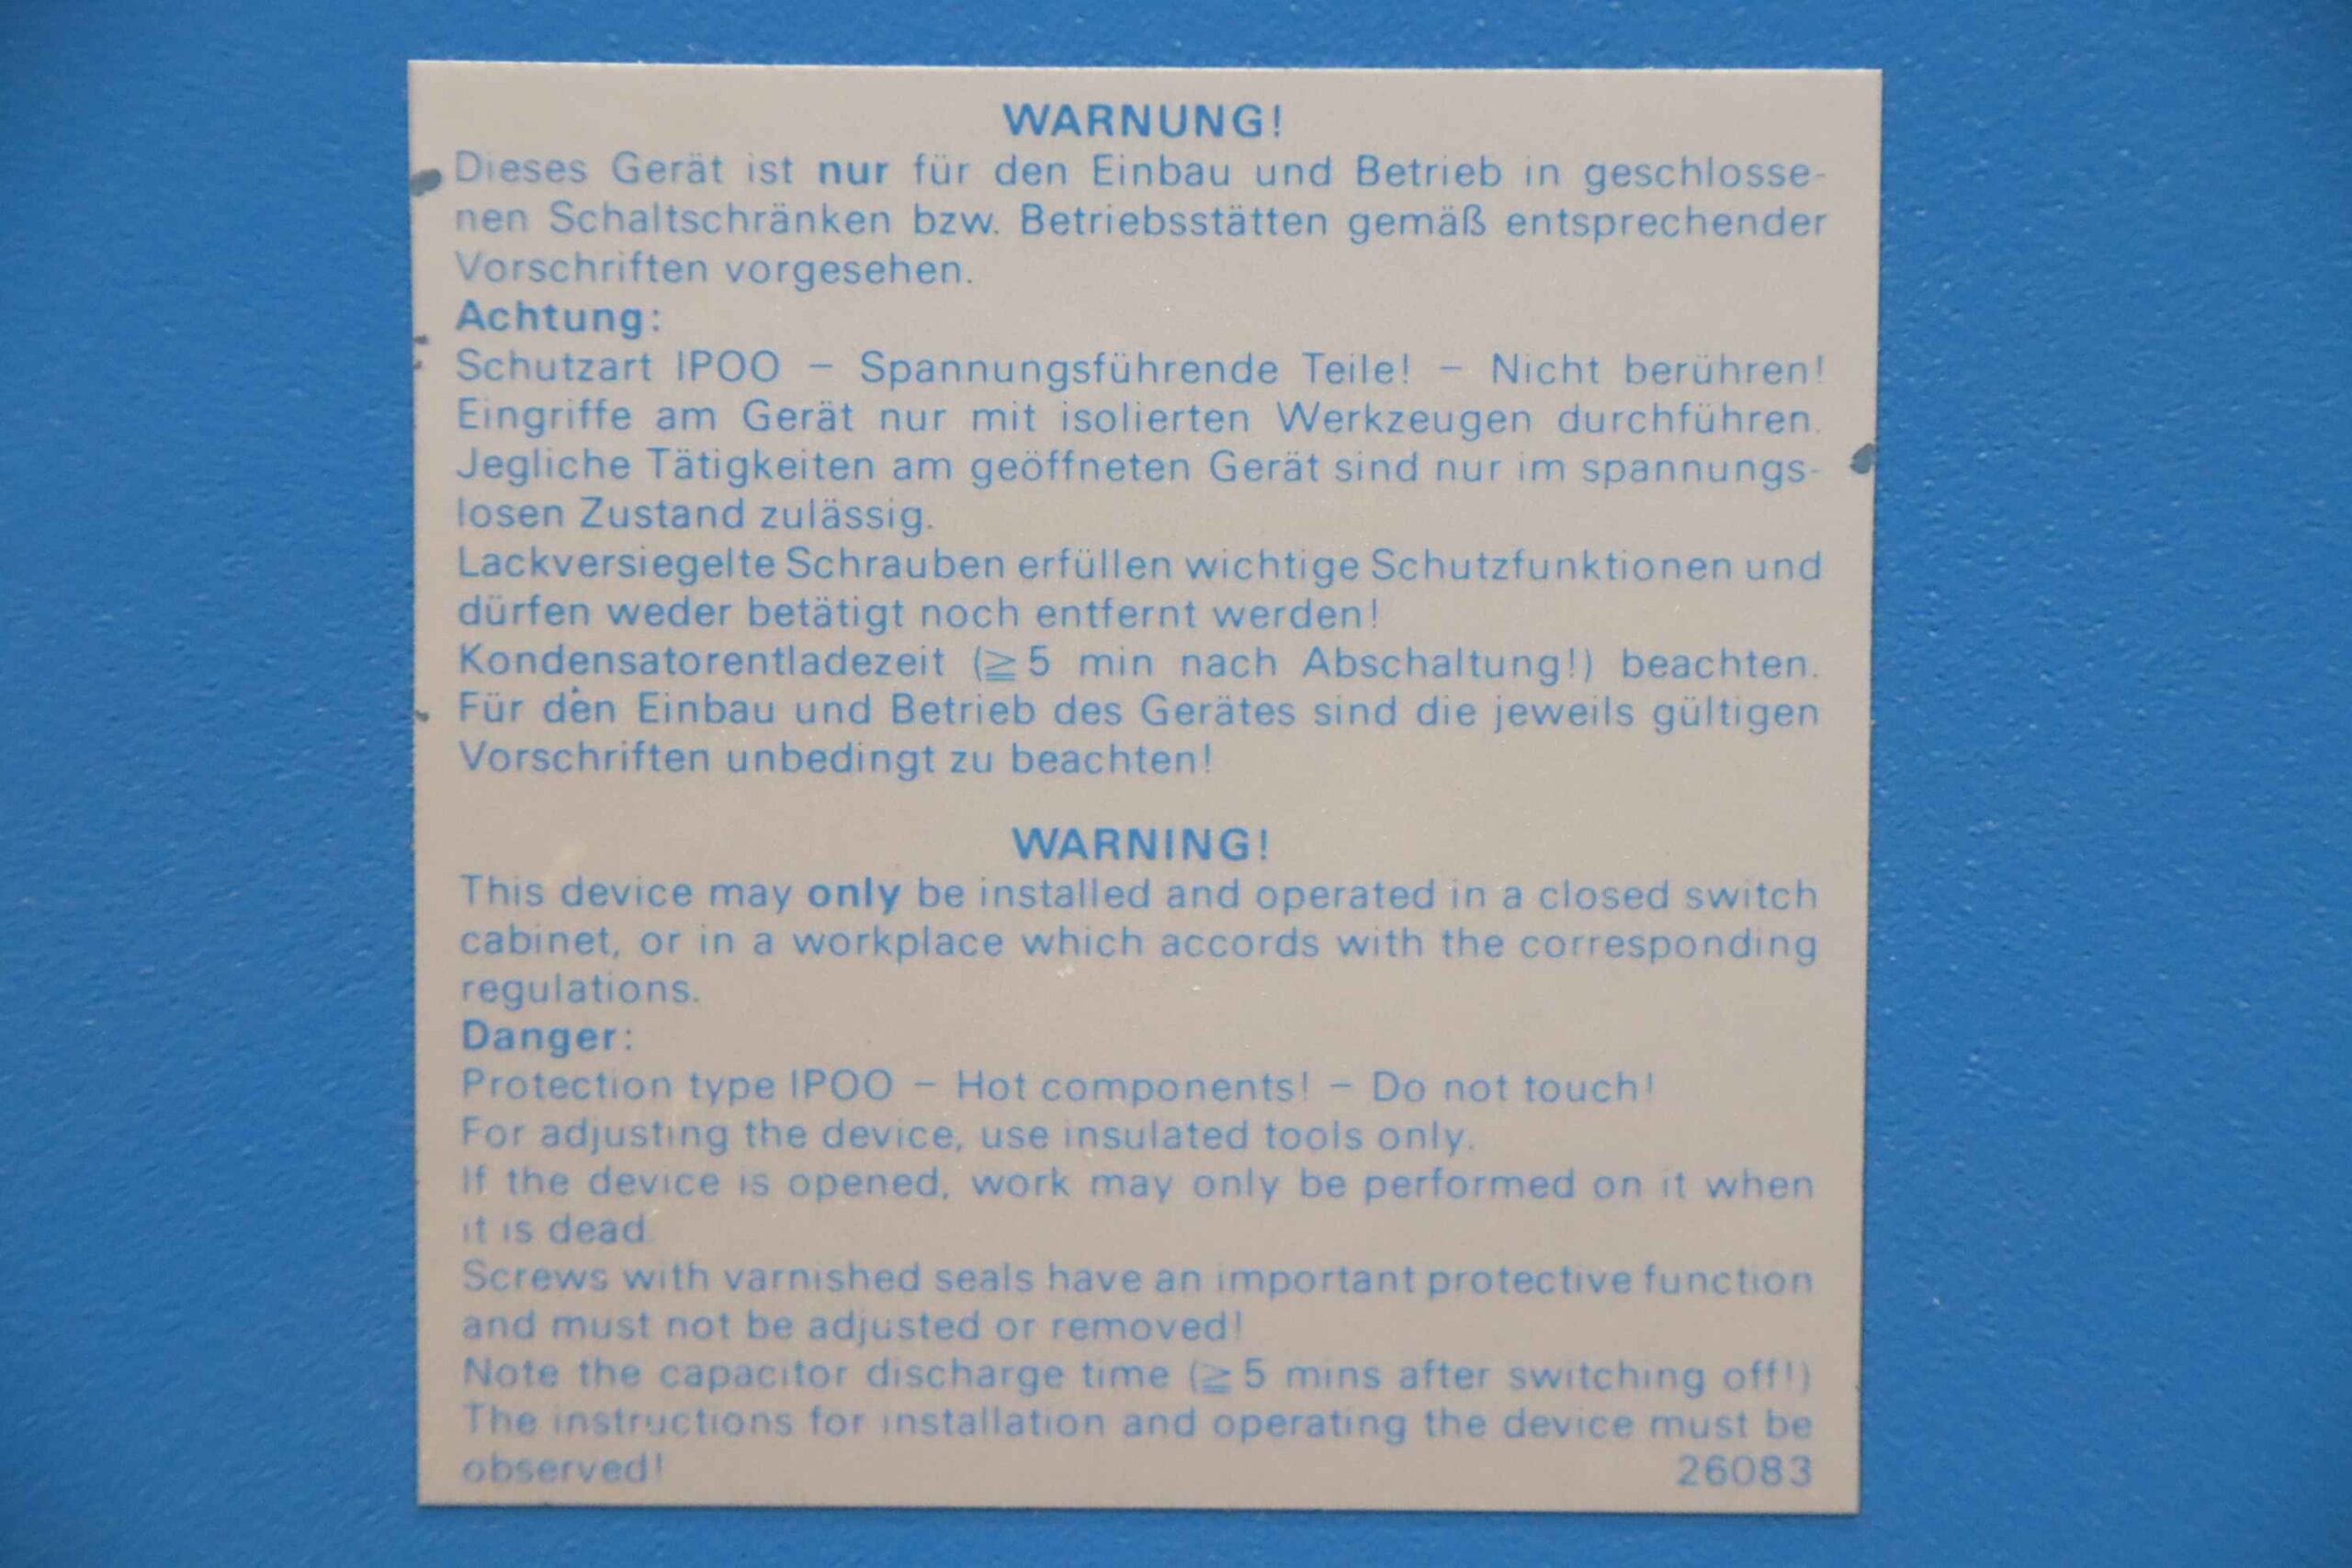 WARNUNG!
Dieses Gerät ist nur für den Einbau und Betrieb in geschlosse-
nen Schaltschränken bzw. Betriebsstätten gemäß entsprechender
Vorschriften vorgesehen.
Achtung:
Schutzart IPOO – Spannungsführende Teile! – Nicht berühren!
Eingriffe am Gerät nur mit isolierten Werkzeugen durchführen.
Jegliche Tätigkeiten am geöffneten Gerät sind nur im spannungs-
losen Zustand zulässig.
Lackversiegelte Schrauben erfüllen wichtige Schutzfunktionen und
dürfen weder betätigt noch entfernt werden!
Kondensatorentladezeit (≧ 5 min nach Abschaltung!) beachten.
Für den Einbau und Betrieb des Gerätes sind die jeweils gültigen
Vorschriften unbedingt zu beachten!
WARNING!
This device may only be installed and operated in a closed switch
cabinet, or in a workplace which accords with the corresponding
regulations.
Danger:
Protection type IPOO – Hot components! – Do not touch!
For adjusting the device, use insulated tools only.
If the device is opened, work may only be performed on it when
it is dead.
Screws with varnished seals have an important protective function
and must not be adjusted or removed!
Note the capacitor discharge time (≧ 5 mins after switching off!)
The instructions for installation and operating the device must be
observed! 26083